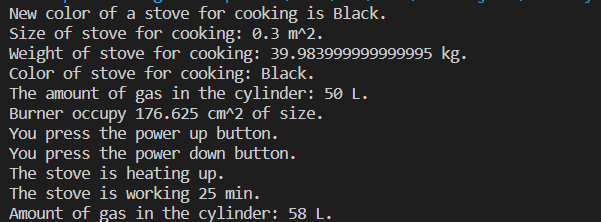 New color of a stove for cooking is Black.
Size of stove for cooking: 0.3 m^2.
Weight of stove for cooking: 39.983999999999995 kg.
Color of stove for cooking: Black.
The amount of gas in the cylinder: 50 L.
Burner occupy 176.625 cm^2 of size.
You press the power up button.
You press the power down button.
The stove is heating up.
The stove is working 25 min.
Amount of gas in the cylinder: 58 L.